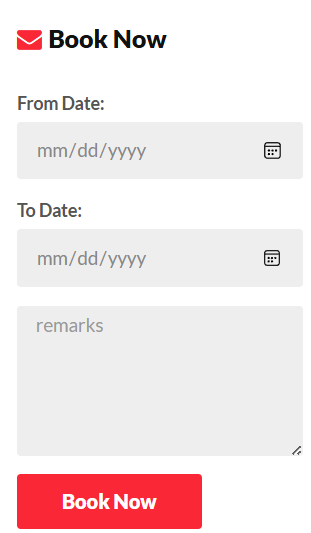 Book Now
From Date:
mm/dd/yyyy
To Date:
mm/dd/yyyy
remarks
Book Now